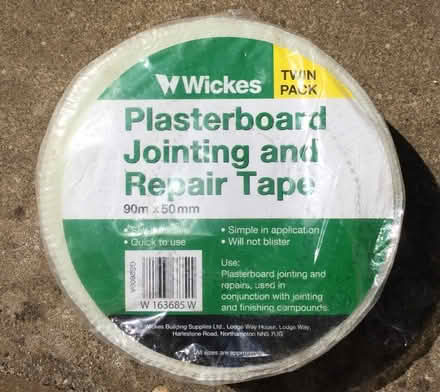 Wickes
TWIN
PACK
Plasterboard
Jointing and
Repair Tape
90m x 50mm
• Simple in application
• Quick to use
• Will not blister
Use:
Plasterboard jointing and
repairs, used in
conjunction with jointing
and finishing compounds.
W 163685 W
Wickes Building Supplies Ltd., Lodge Way House, Lodge Way,
Harlestone Road, Northampton NN5 7UG
All sizes are approximate